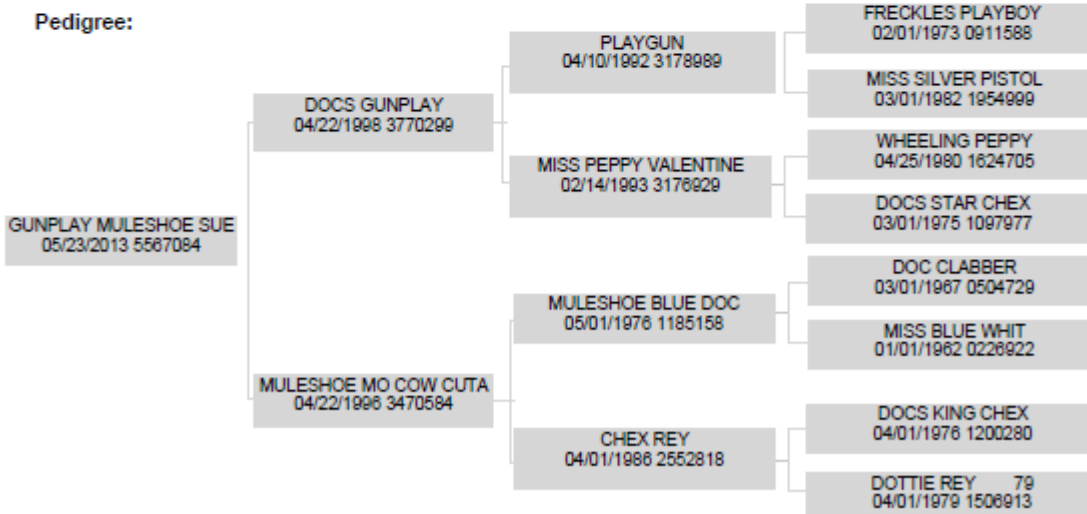 Pedigree:
FRECKLES PLAYBOY
02/01/1973 0911588
PLAYGUN
04/10/1992 3178989
MISS SILVER PISTOL
03/01/1982 1954999
DOCS GUNPLAY
04/22/1998 3770299
WHEELING PEPPY
04/25/1980 1624705
MISS PEPPY VALENTINE
02/14/1993 3176929
DOCS STAR CHEX
03/01/1975 1097977
GUNPLAY MULESHOE SUE
05/23/2013 5567084
DOC CLABBER
03/01/1967 0504729
MULESHOE BLUE DOC
05/01/1976 1185158
MISS BLUE WHIT
01/01/1962 0226922
MULESHOE MO COW CUTA
04/22/1996 3470584
DOCS KING CHEX
04/01/1976 1200280
CHEX REY
04/01/1986 2552818
DOTTIE REY 79
04/01/1979 1506913